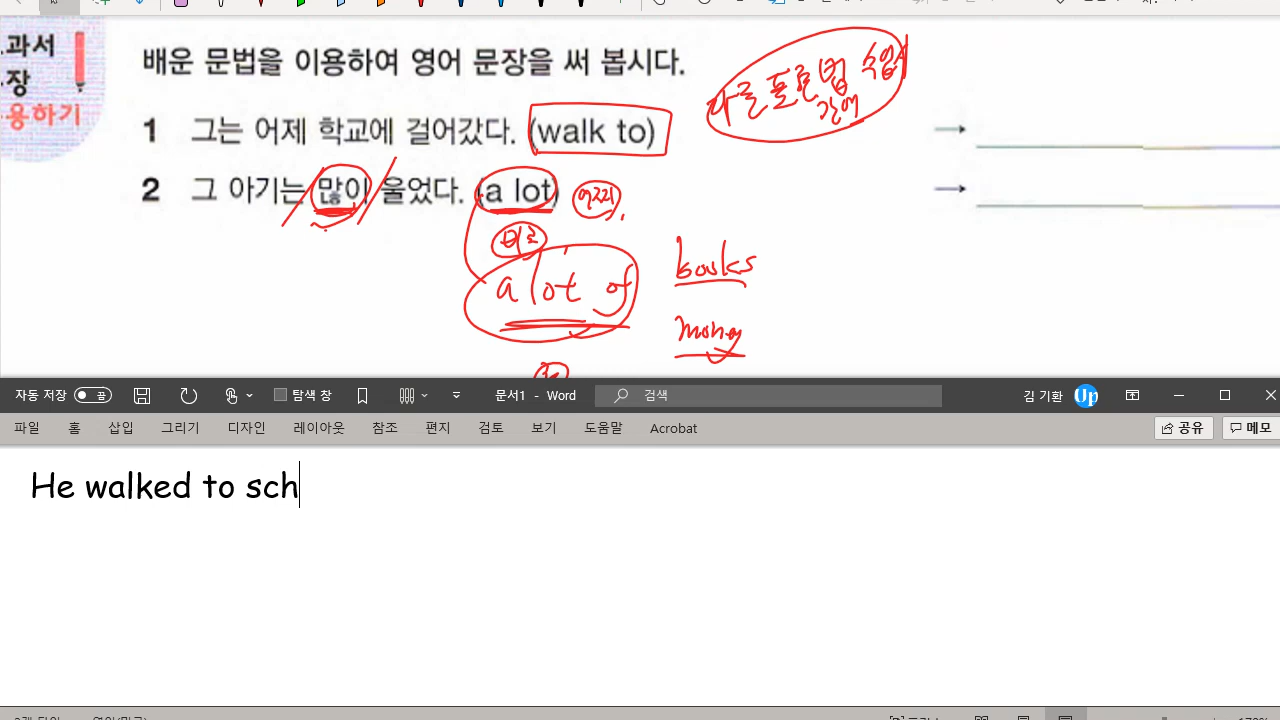 과서
장
용하기
배운 문법을 이용하여 영어 문장을 써 봅시다.
1 그는 어제 학교에 걸어갔다. (walk to)
2 그 아기는 많이 울었다. (a lot)
a lot of
books
money
자동 저장 끔 탐색 창 문서1 - Word 검색 김 기환 Up
파일 홈 삽입 그리기 디자인 레이아웃 참조 편지 검토 보기 도움말 Acrobat 공유 메모
He walked to sch